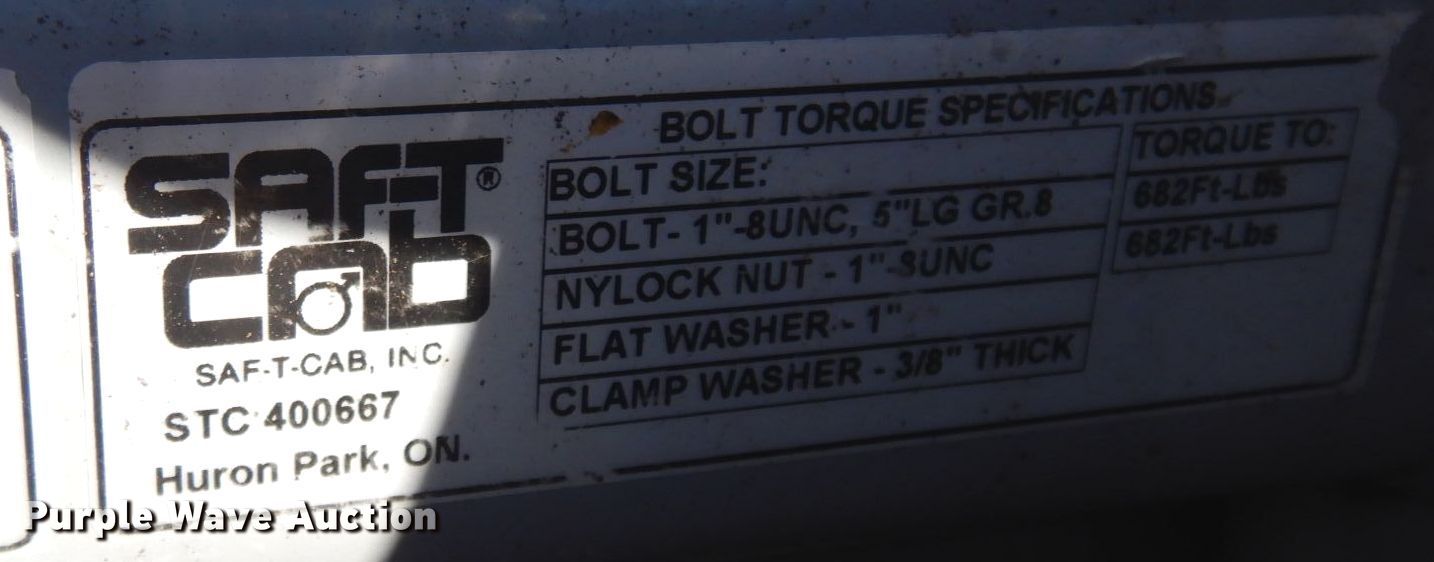 SAF-T®
CAB
SAF-T-CAB, INC.
STC 400667
Huron Park, ON.
BOLT TORQUE SPECIFICATIONS
BOLT SIZE: TORQUE TO:
BOLT- 1"-8UNC, 5"LG GR.8 682Ft-Lbs
NYLOCK NUT - 1"-8UNC 682Ft-Lbs
FLAT WASHER - 1"
CLAMP WASHER - 3/8" THICK
Purple Wave Auction